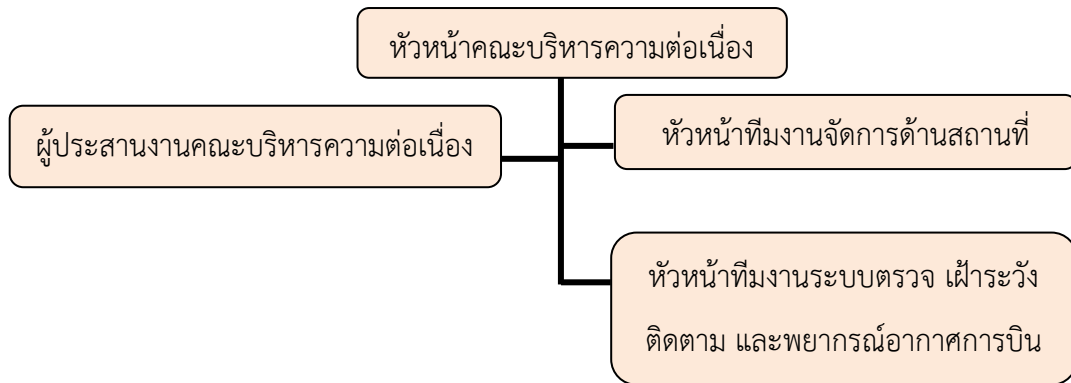 หัวหน้าคณะบริหารความต่อเนื่อง
ผู้ประสานงานคณะบริหารความต่อเนื่อง
หัวหน้าทีมงานจัดการด้านสถานที่
หัวหน้าทีมงานระบบตรวจ เฝ้าระวัง
ติดตาม และพยากรณ์อากาศการบิน